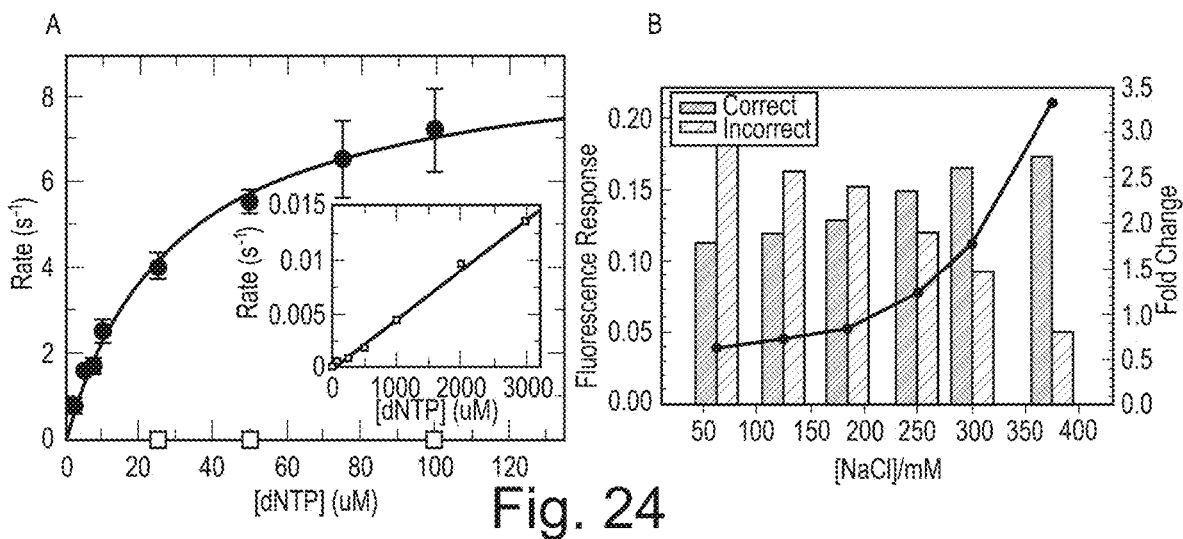 A
Rate (s⁻¹)
8
6
4
2
0
0 20 40 60 80 100 120
[dNTP] (uM)
Rate (s⁻¹)
0.015
0.01
0.005
0
0 1000 2000 3000
[dNTP] (uM)
B
Correct
Incorrect
Fluorescence Response
0.20
0.15
0.10
0.05
0.00
50 100 150 200 250 300 350 400
[NaCl]/mM
3.5
3.0
2.5
2.0
1.5
1.0
0.5
0.0
Fold Change
Fig. 24